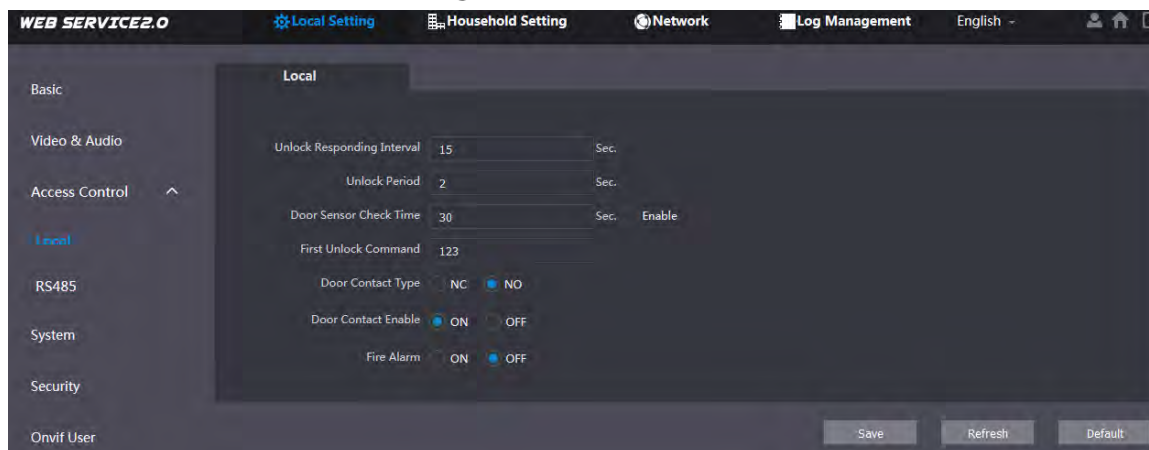 WEB SERVICE2.0 Local Setting Household Setting Network Log Management English
Local
Basic
Video & Audio
Unlock Responding Interval 15 Sec.
Unlock Period 2 Sec.
Access Control
Door Sensor Check Time 30 Sec. Enable
Local
First Unlock Command 123
Door Contact Type NC NO
RS485
Door Contact Enable ON OFF
System
Fire Alarm ON OFF
Security
Onvif User
Save Refresh Default